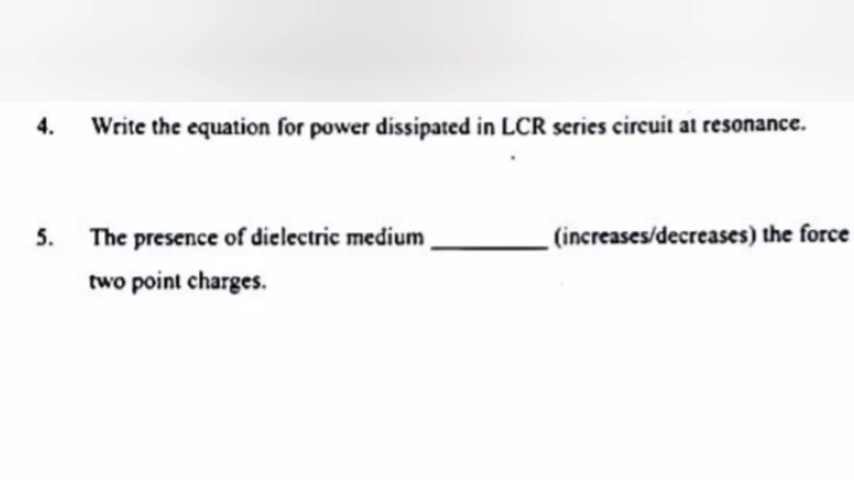 4. Write the equation for power dissipated in LCR series circuit at resonance.
5. The presence of dielectric medium __________ (increases/decreases) the force
two point charges.